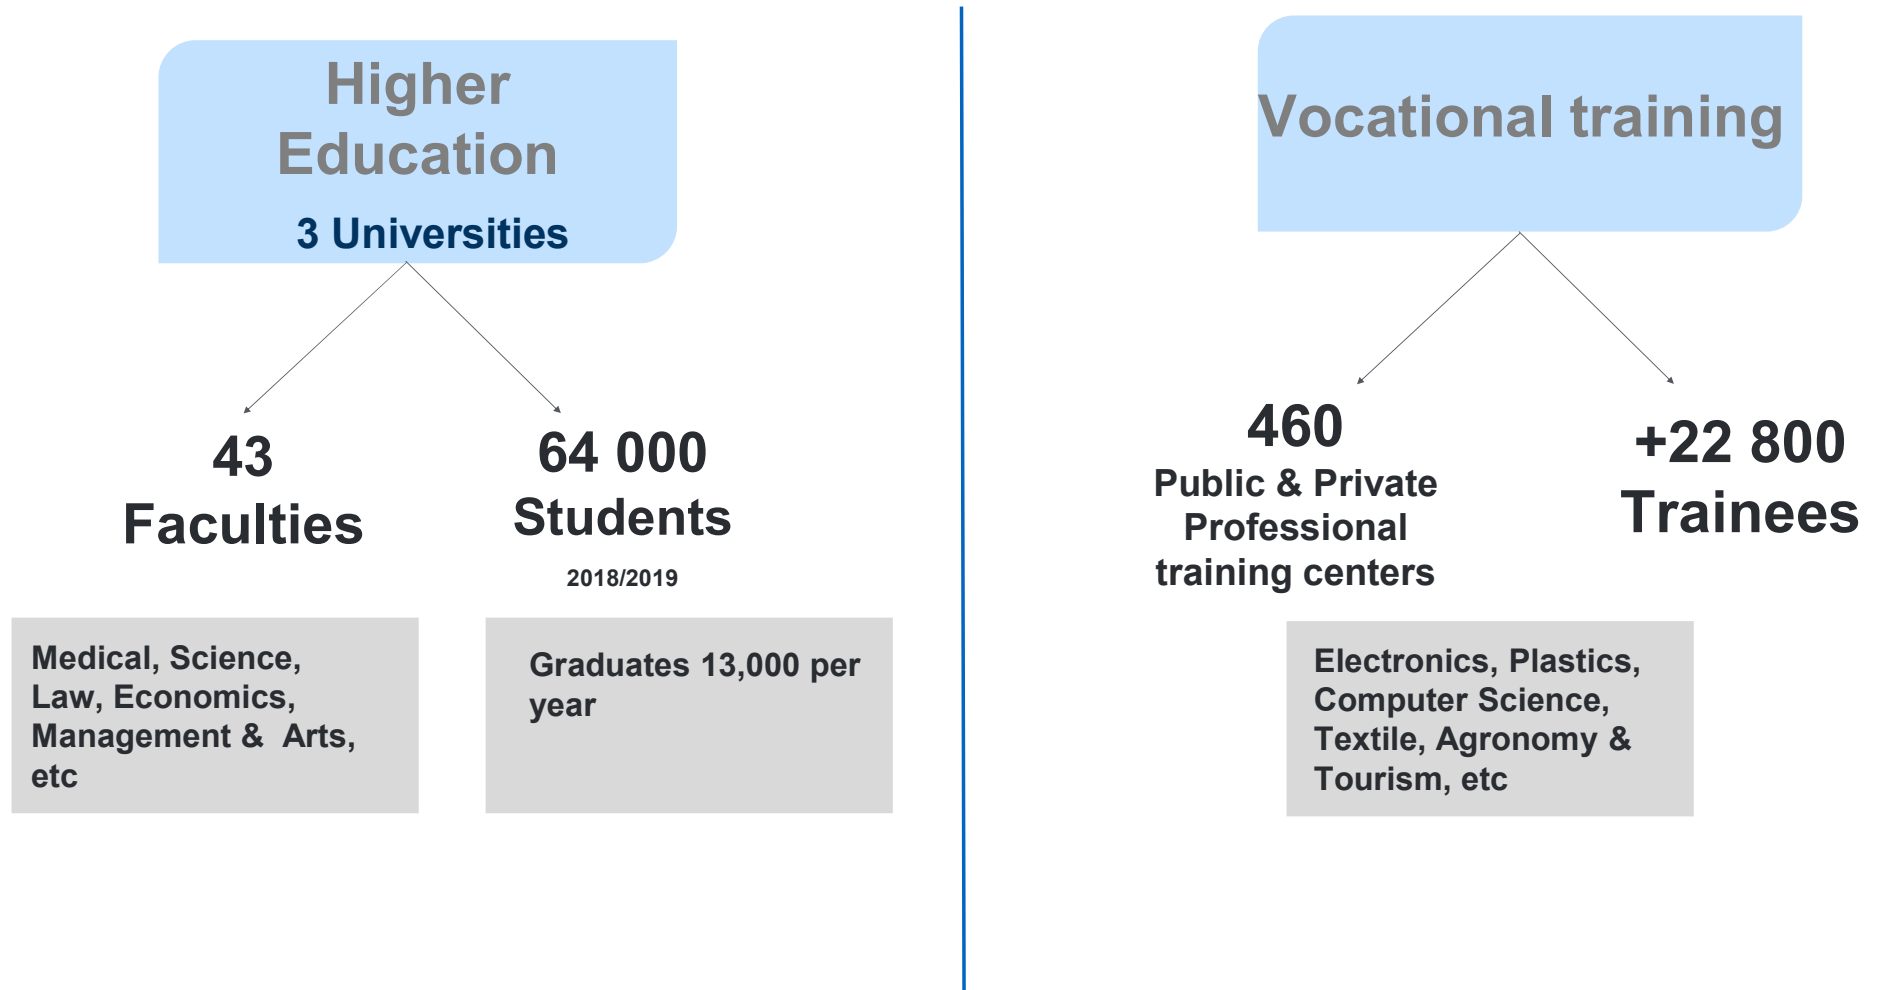 Higher
Education
3 Universities
43
Faculties
64 000
Students
2018/2019
Medical, Science,
Law, Economics,
Management & Arts,
etc
Graduates 13,000 per
year
Vocational training
460
Public & Private
Professional
training centers
+22 800
Trainees
Electronics, Plastics,
Computer Science,
Textile, Agronomy &
Tourism, etc